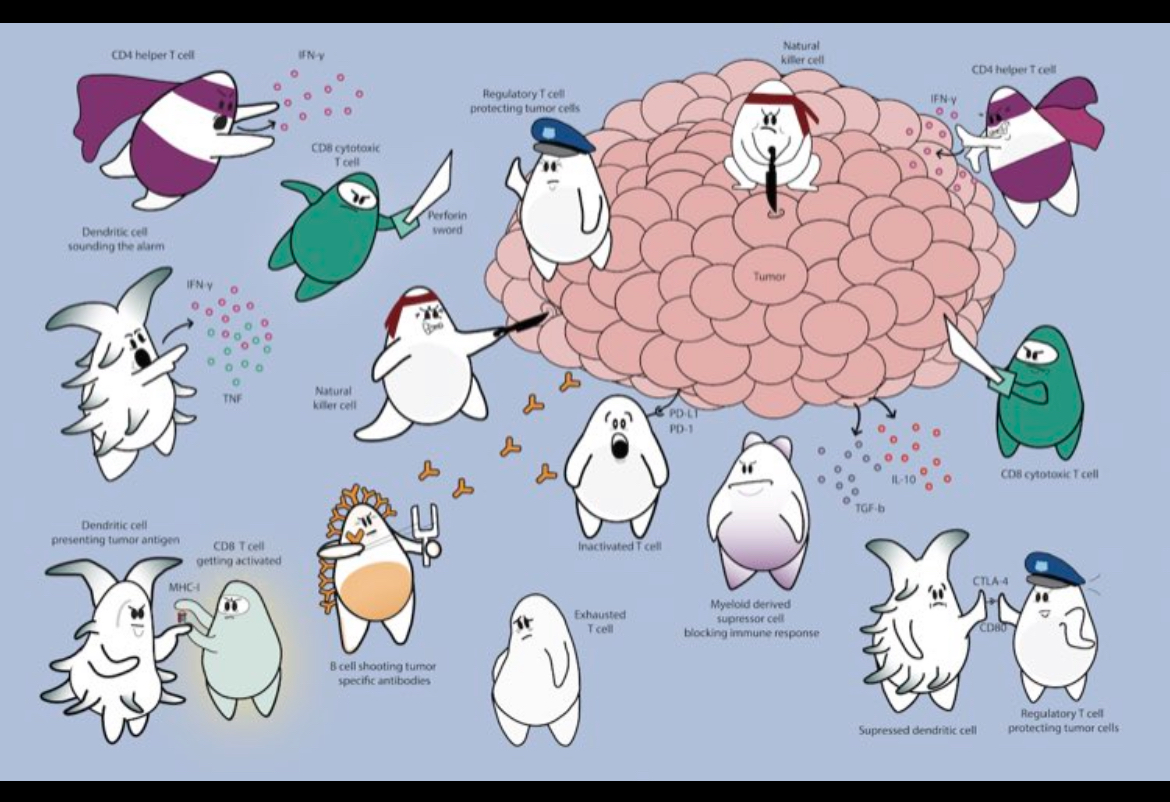 CD4 helper T cell
IFN-γ
Natural
killer cell
CD4 helper T cell
IFN-γ
Regulatory T cell
protecting tumor cells
CD8 cytotoxic
T cell
Perforin
sword
Dendritic cell
sounding the alarm
IFN-γ
TNF
Tumor
Natural
killer cell
PD-L1
PD-1
CD8 cytotoxic T cell
IL-10
TGF-b
Inactivated T cell
Dendritic cell
presenting tumor antigen
CD8 T cell
getting activated
MHC-I
B cell shooting tumor
specific antibodies
Exhausted
T cell
Myeloid derived
supressor cell
blocking immune response
CTLA-4
CD80
Supressed dendritic cell
Regulatory T cell
protecting tumor cells